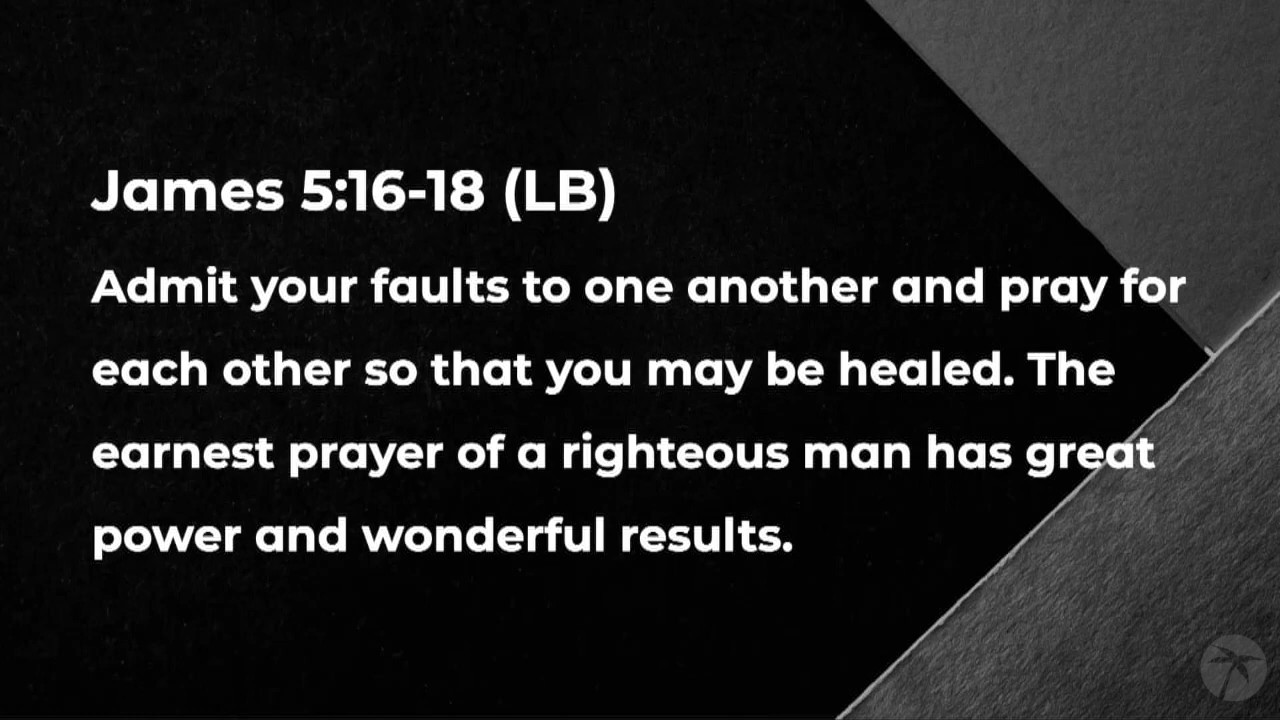 James 5:16-18 (LB)
Admit your faults to one another and pray for
each other so that you may be healed. The
earnest prayer of a righteous man has great
power and wonderful results.